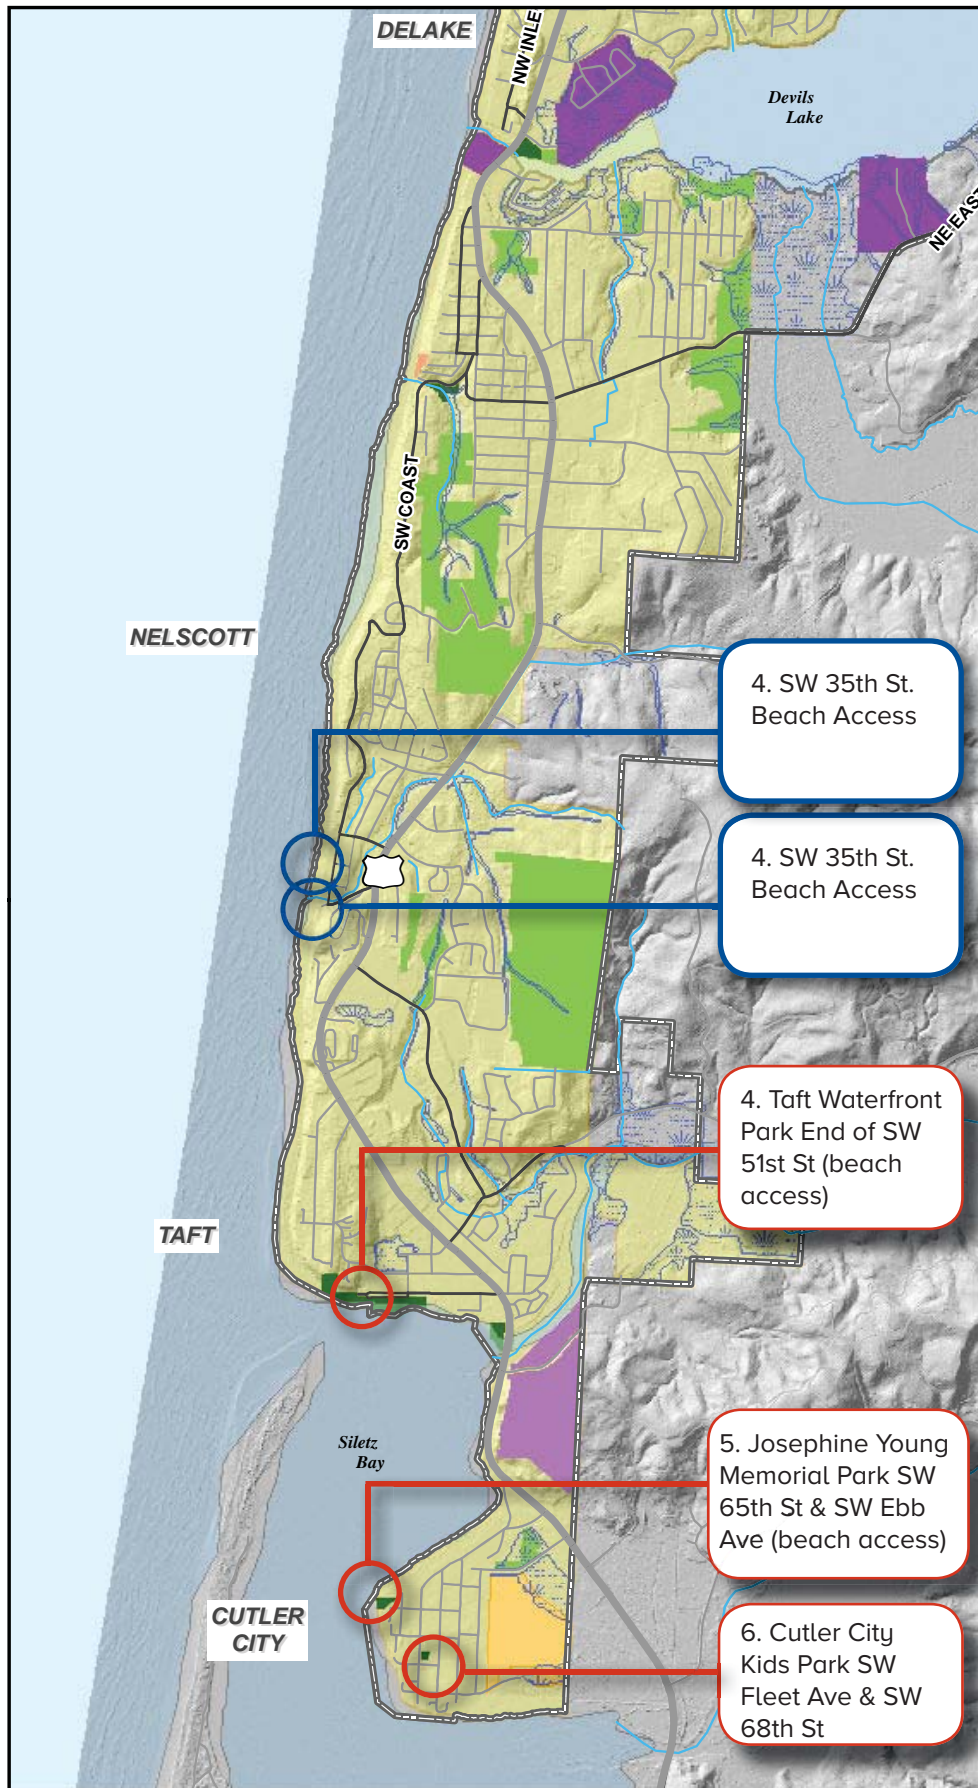 DELAKE
NW INLE
Devils
Lake
NE EAST
SW COAST
NELSCOTT
4. SW 35th St.
Beach Access
4. SW 35th St.
Beach Access
4. Taft Waterfront
Park End of SW
51st St (beach
access)
TAFT
Siletz
Bay
5. Josephine Young
Memorial Park SW
65th St & SW Ebb
Ave (beach access)
CUTLER
CITY
6. Cutler City
Kids Park SW
Fleet Ave & SW
68th St